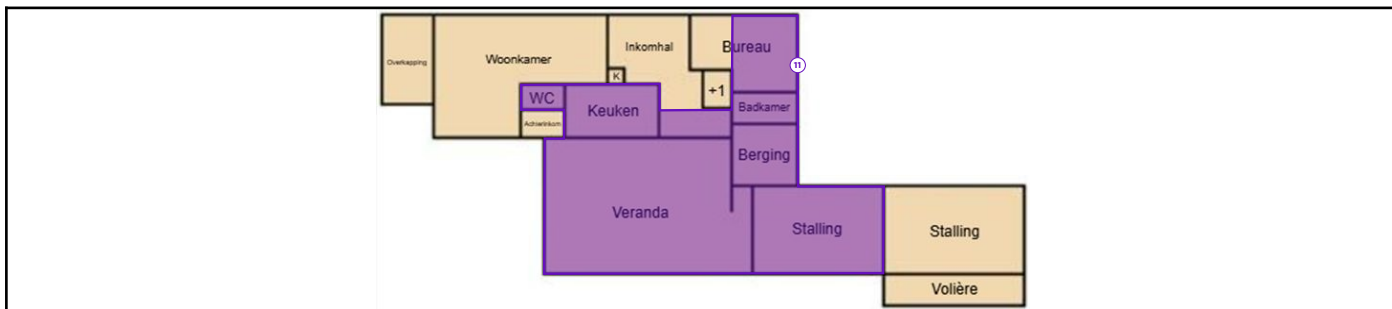 Overkapping
Woonkamer
Inkomhal
Bureau
11
K
+1
WC
Keuken
Badkamer
Achterinkom
Berging
Veranda
Stalling
Stalling
Volière